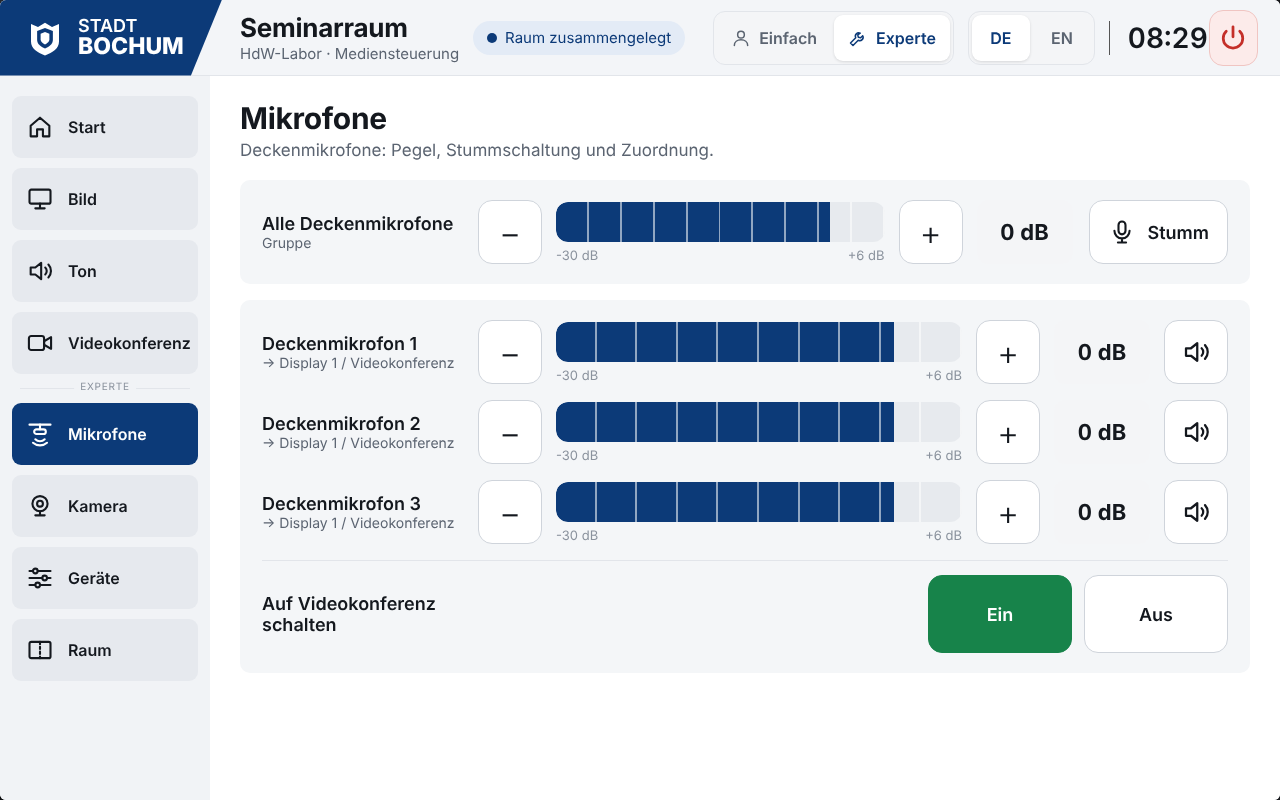 STADT
BOCHUM
Seminarraum
HdW-Labor · Mediensteuerung
Raum zusammengelegt
Einfach
Experte
DE
EN
08:29
Start
Bild
Ton
Videokonferenz
EXPERTE
Mikrofone
Kamera
Geräte
Raum
Mikrofone
Deckenmikrofone: Pegel, Stummschaltung und Zuordnung.
Alle Deckenmikrofone
Gruppe
−
-30 dB
+6 dB
+
0 dB
Stumm
Deckenmikrofon 1
→ Display 1 / Videokonferenz
−
-30 dB
+6 dB
+
0 dB
Deckenmikrofon 2
→ Display 1 / Videokonferenz
−
-30 dB
+6 dB
+
0 dB
Deckenmikrofon 3
→ Display 1 / Videokonferenz
−
-30 dB
+6 dB
+
0 dB
Auf Videokonferenz
schalten
Ein
Aus